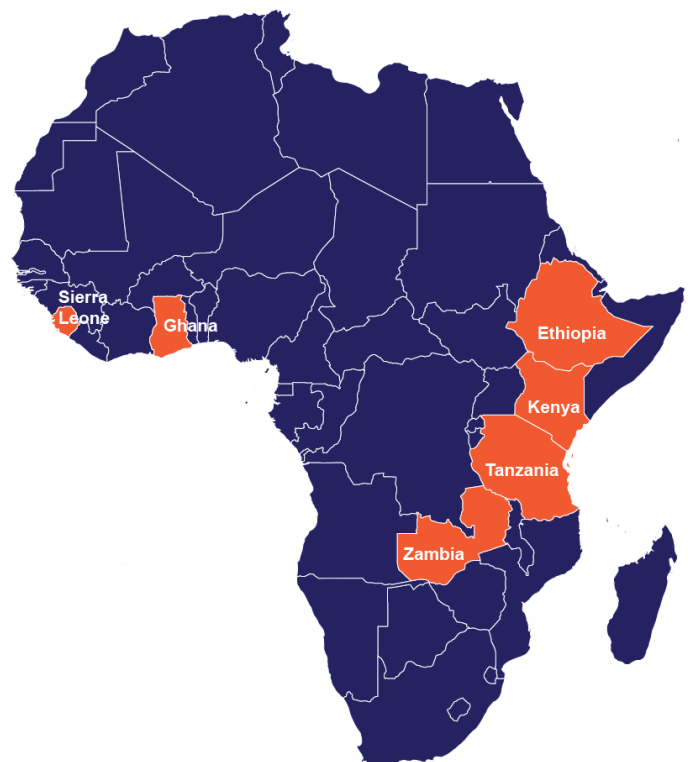 Sierra
Leone
Ghana
Ethiopia
Kenya
Tanzania
Zambia